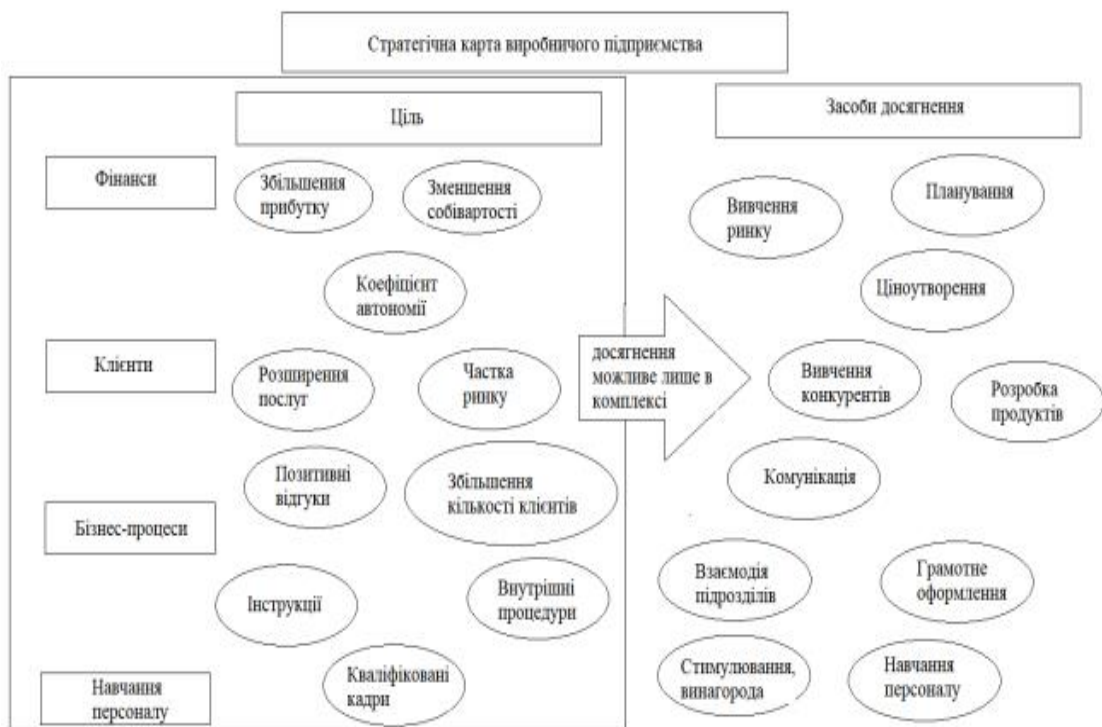 Стратегічна карта виробничого підприємства
Ціль
Засоби досягнення
Фінанси
Збільшення
прибутку
Зменшення
собівартості
Коефіцієнт
автономії
Клієнти
Розширення
послуг
Частка
ринку
Позитивні
відгуки
Збільшення
кількості клієнтів
Бізнес-процеси
Інструкції
Внутрішні
процедури
Навчання
персоналу
Кваліфіковані
кадри
досягнення
можливе лише в
комплексі
Вивчення
ринку
Планування
Ціноутворення
Вивчення
конкурентів
Розробка
продуктів
Комунікація
Взаємодія
підрозділів
Грамотне
оформлення
Стимулювання,
винагорода
Навчання
персоналу